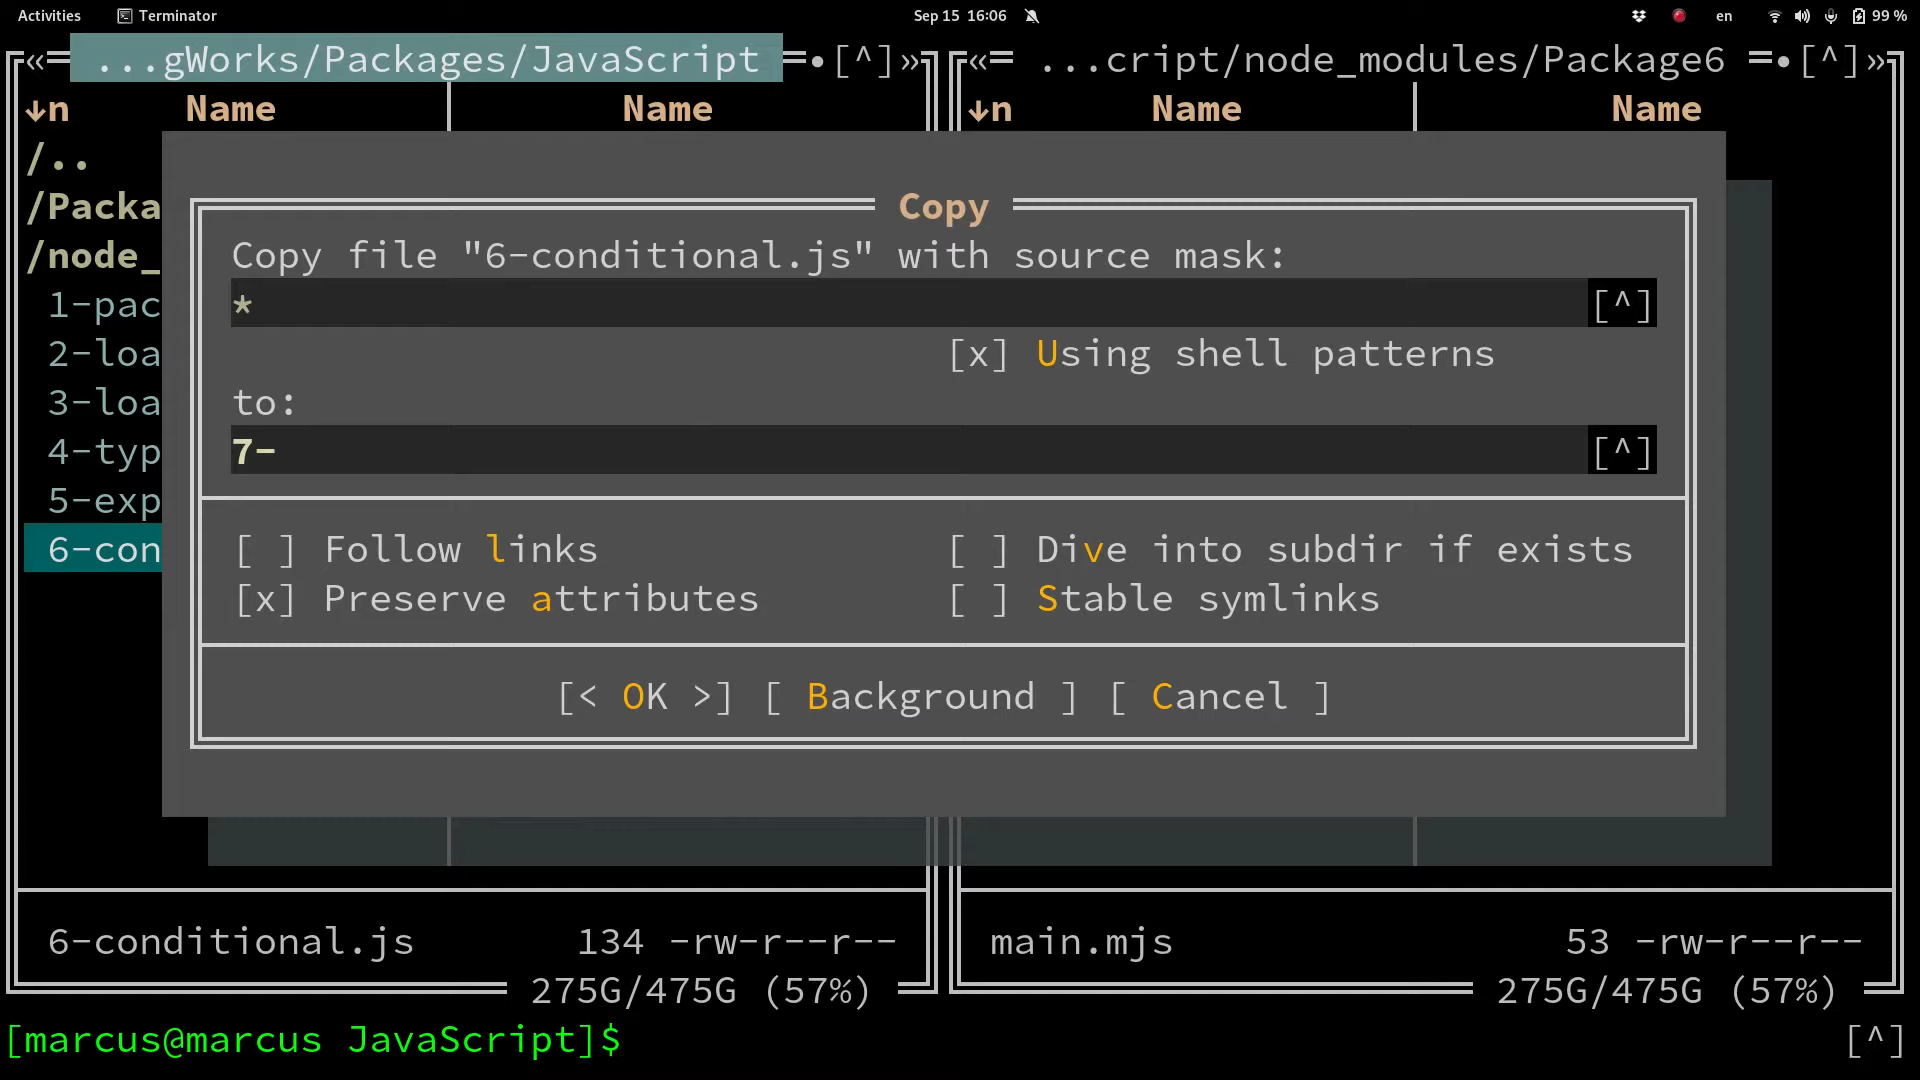 Activities Terminator Sep 15 16:06 en 99 %
«═ ...gWorks/Packages/JavaScript ═•[^]» «═ ...cript/node_modules/Package6 ═•[^]»
↓n Name Name ↓n Name Name
/..
/Packa
/node_
1-pac
2-loa
3-loa
4-typ
5-exp
6-con
Copy
Copy file "6-conditional.js" with source mask:
* [^]
[x] Using shell patterns
to:
7- [^]
[ ] Follow links [ ] Dive into subdir if exists
[x] Preserve attributes [ ] Stable symlinks
[< OK >] [ Background ] [ Cancel ]
6-conditional.js 134 -rw-r--r-- main.mjs 53 -rw-r--r--
275G/475G (57%) 275G/475G (57%)
[marcus@marcus JavaScript]$ [^]